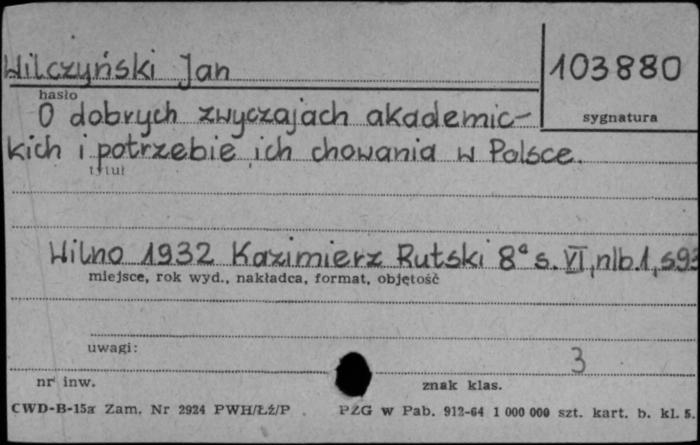 Wilczyński Jan
103880
hasło
O dobrych zwyczajach akademic-
sygnatura
kich i potrzebie ich chowania w Polsce.
tytuł
Wilno 1932 Kazimierz Rutski 8° s. VI, nlb.1, s93
miejsce, rok wyd., nakładca, format, objętość
uwagi:
3
nr inw.
znak klas.
CWD-B-15a Zam. Nr 2924 PWH/ŁŻ/P. PZG w Pab. 912-64 1 000 000 szt. kart. b. kl. 5.